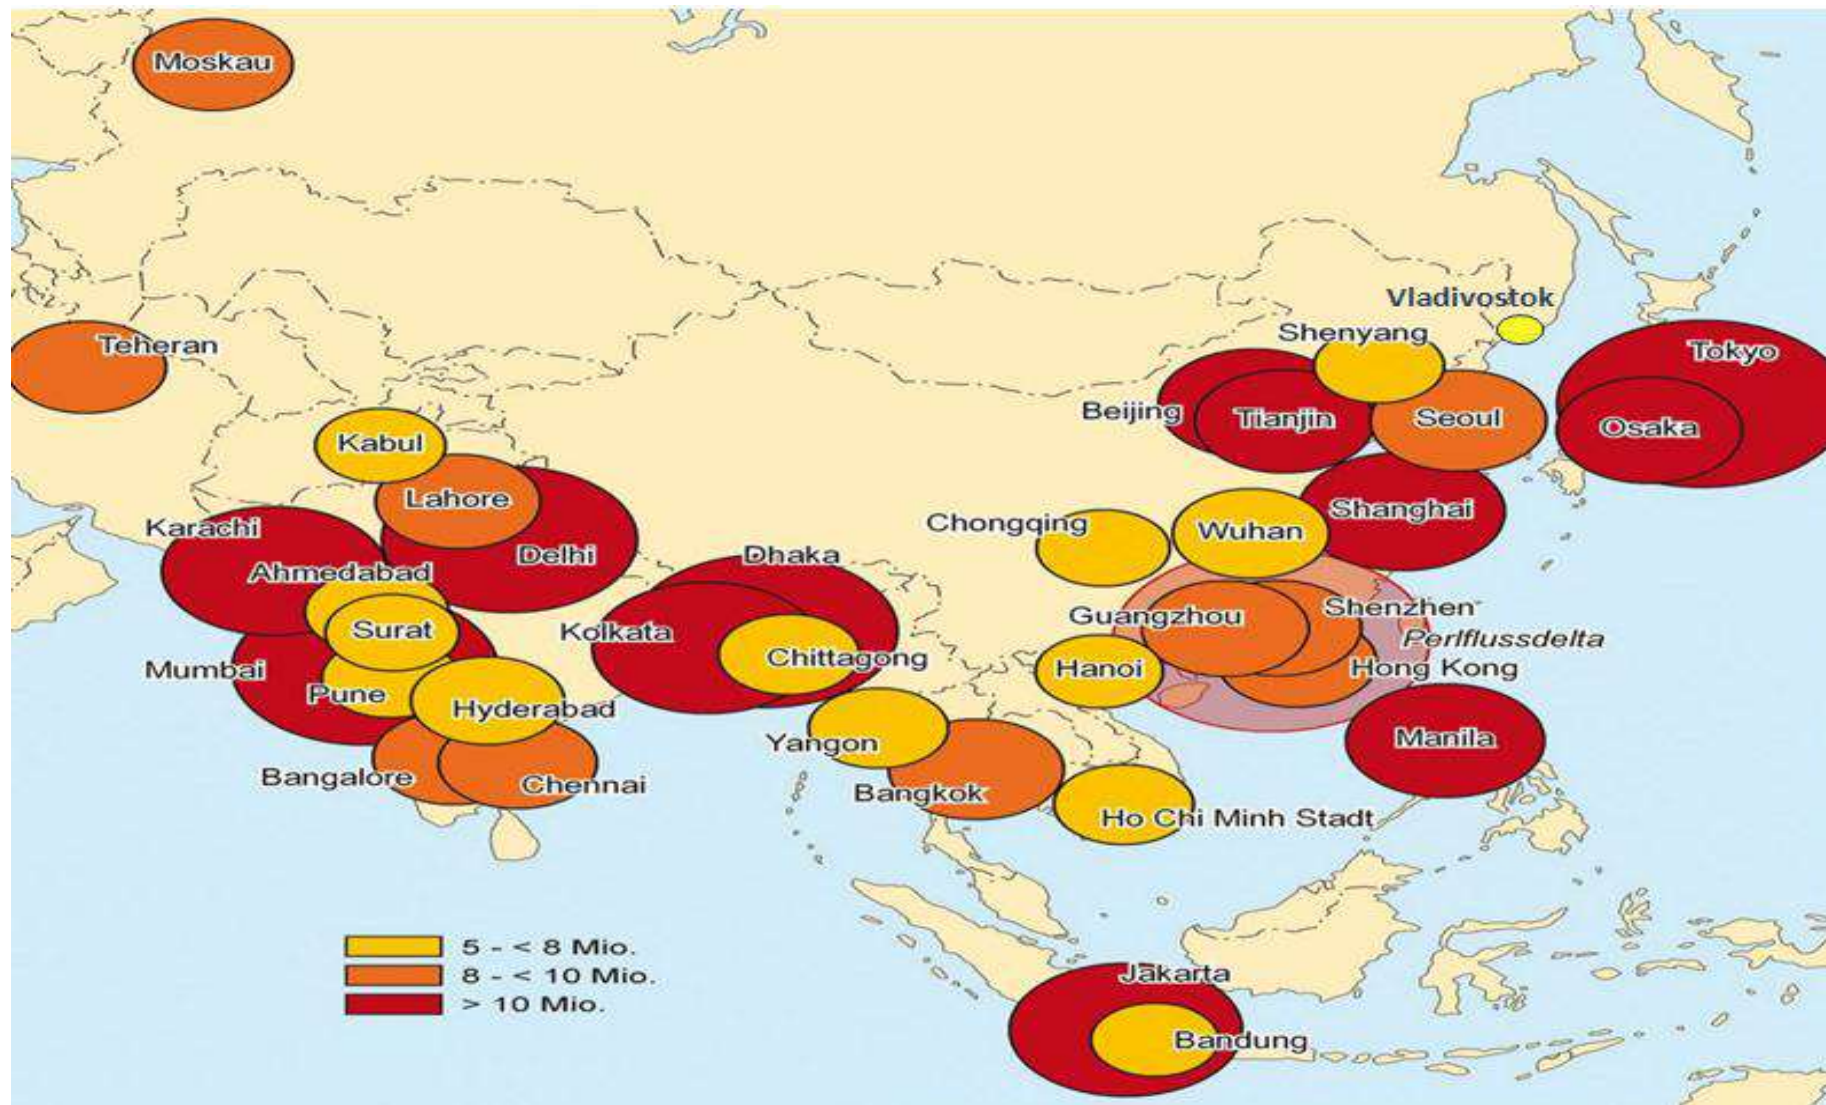 Moskau
Vladivostok
Shenyang
Teheran
Tokyo
Beijing
Tianjin
Seoul
Osaka
Kabul
Lahore
Shanghai
Karachi
Chongqing
Wuhan
Delhi
Dhaka
Ahmedabad
Shenzhen
Guangzhou
Surat
Kolkata
Perlflussdelta
Chittagong
Hanoi
Hong Kong
Mumbai
Pune
Hyderabad
Yangon
Manila
Bangalore
Chennai
Bangkok
Ho Chi Minh Stadt
5 - < 8 Mio.
8 - < 10 Mio.
> 10 Mio.
Jakarta
Bandung